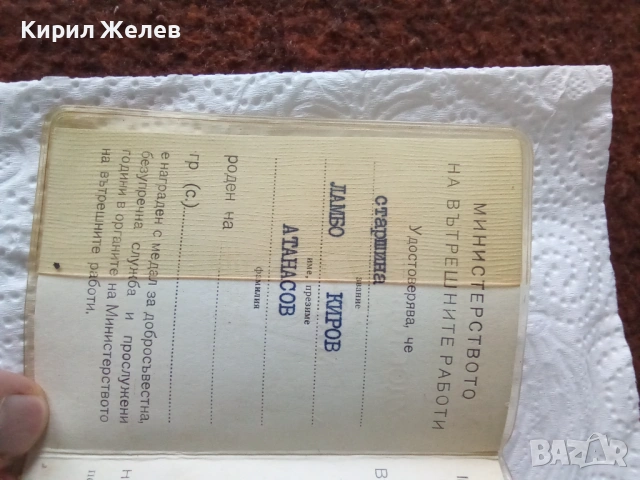 Кирил Желев
МИНИСТЕРСТВОТО
НА ВЪТРЕШНИТЕ РАБОТИ
Удостоверява, че
старшина
звание
ЛАМБО КИРОВ
име, презиме
АТАНАСОВ
фамилия
роден на
гр (с.)
е награден с медал за добросъвестна,
безупречна служба и прослужени
години в органите на Министерството
на вътрешните работи.
BAZAR